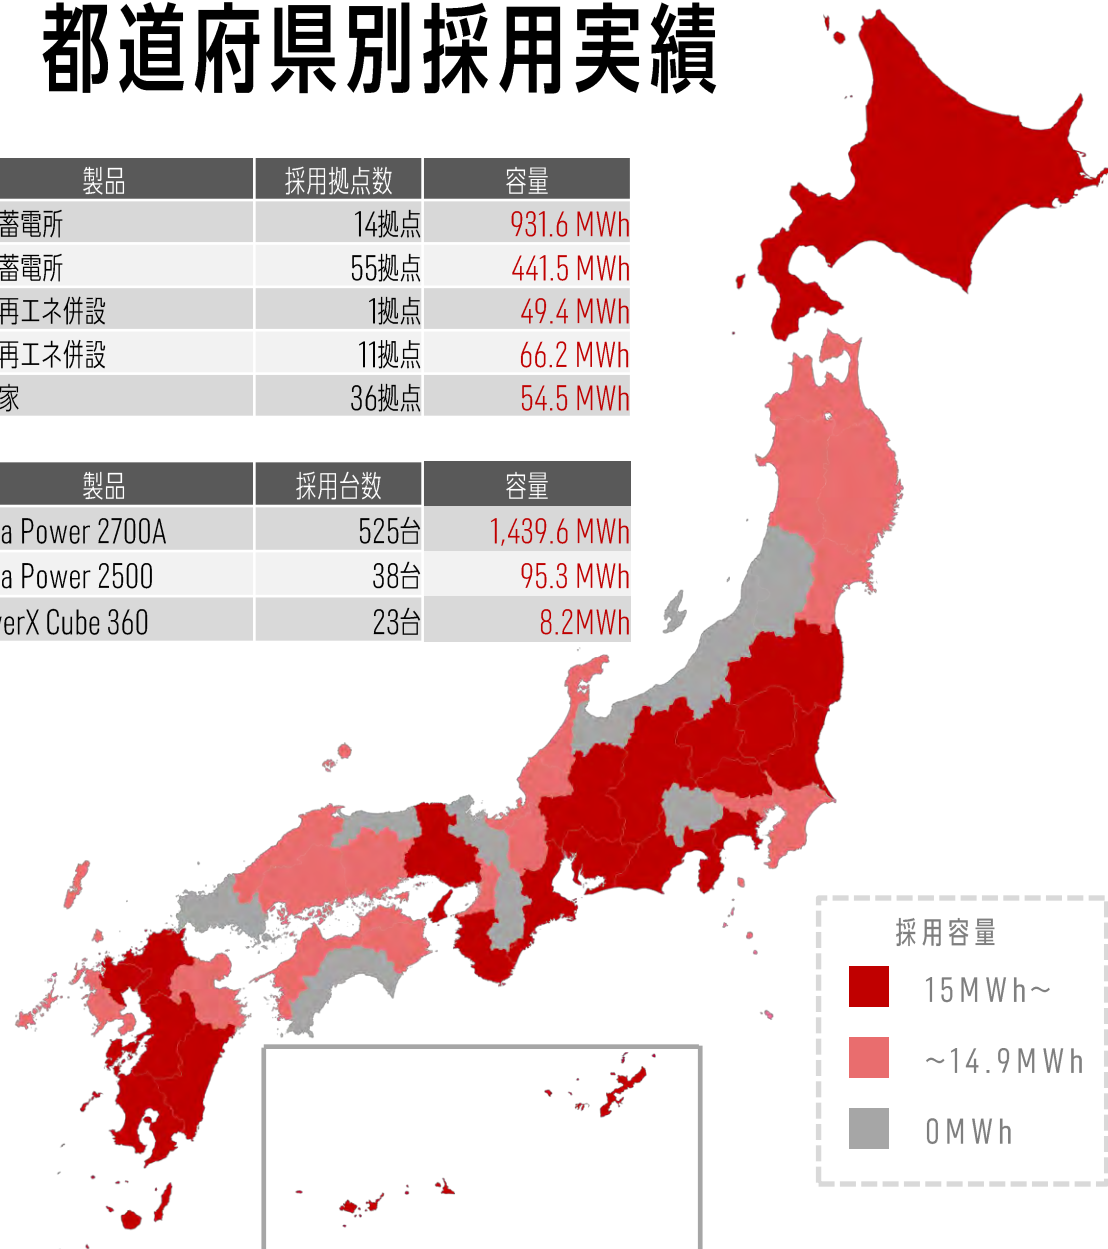 都道府県別採用実績
製品 採用拠点数 容量
蓄電所 14拠点 931.6 MWh
蓄電所 55拠点 441.5 MWh
再エネ併設 1拠点 49.4 MWh
再エネ併設 11拠点 66.2 MWh
家 36拠点 54.5 MWh
製品 採用台数 容量
a Power 2700A 525台 1,439.6 MWh
a Power 2500 38台 95.3 MWh
erX Cube 360 23台 8.2MWh
採用容量
15MWh～
～14.9MWh
0MWh